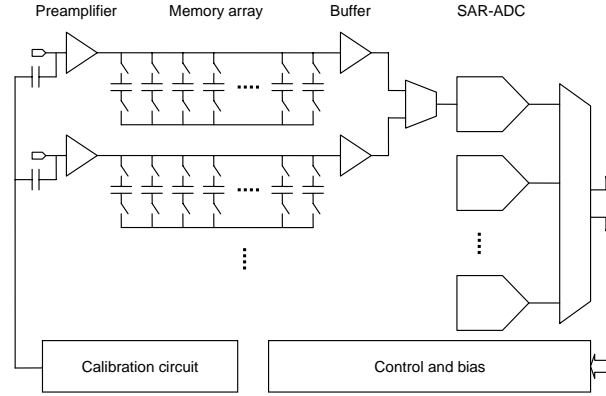 Preamplifier Memory array Buffer SAR-ADC
Calibration circuit Control and bias